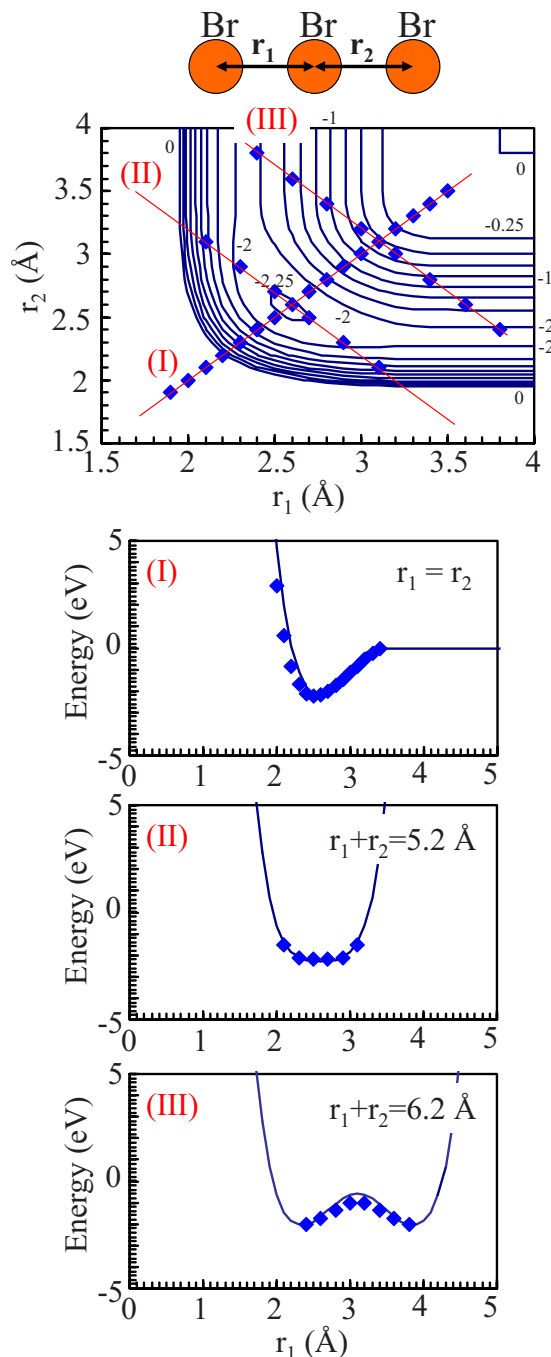 Br Br Br
r1 r2
4
3.5
3
2.5
2
1.5
r2 (Å)
0
(II)
(III)
-1
0
-0.25
-1
-2
-2
0
-2
-2.25
-2
(I)
1.5 2 2.5 3 3.5 4
r1 (Å)
5
0
-5
Energy (eV)
(I)
r1 = r2
0 1 2 3 4 5
5
0
-5
Energy (eV)
(II)
r1+r2=5.2 Å
0 1 2 3 4 5
5
0
-5
Energy (eV)
(III)
r1+r2=6.2 Å
0 1 2 3 4 5
r1 (Å)